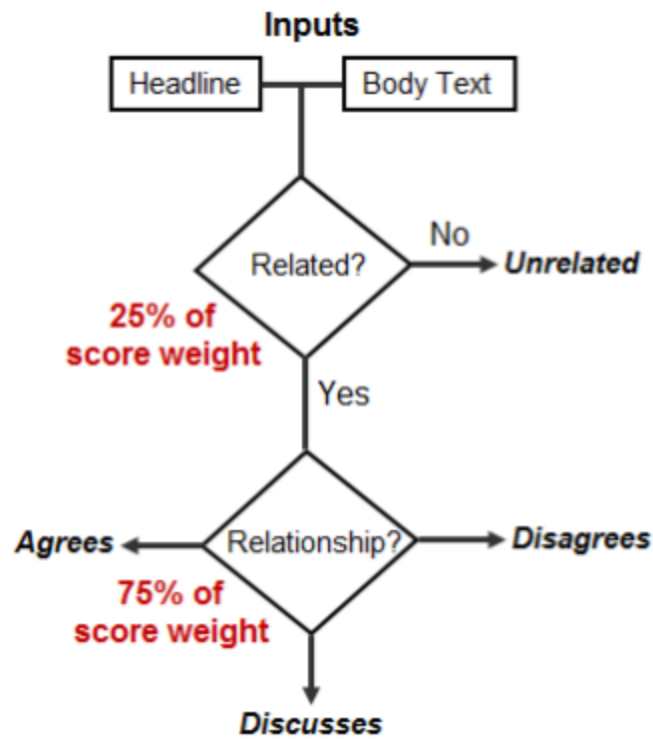 Inputs
Headline
Body Text
No
Related?
Unrelated
25% of
score weight
Yes
Agrees
Relationship?
Disagrees
75% of
score weight
Discusses